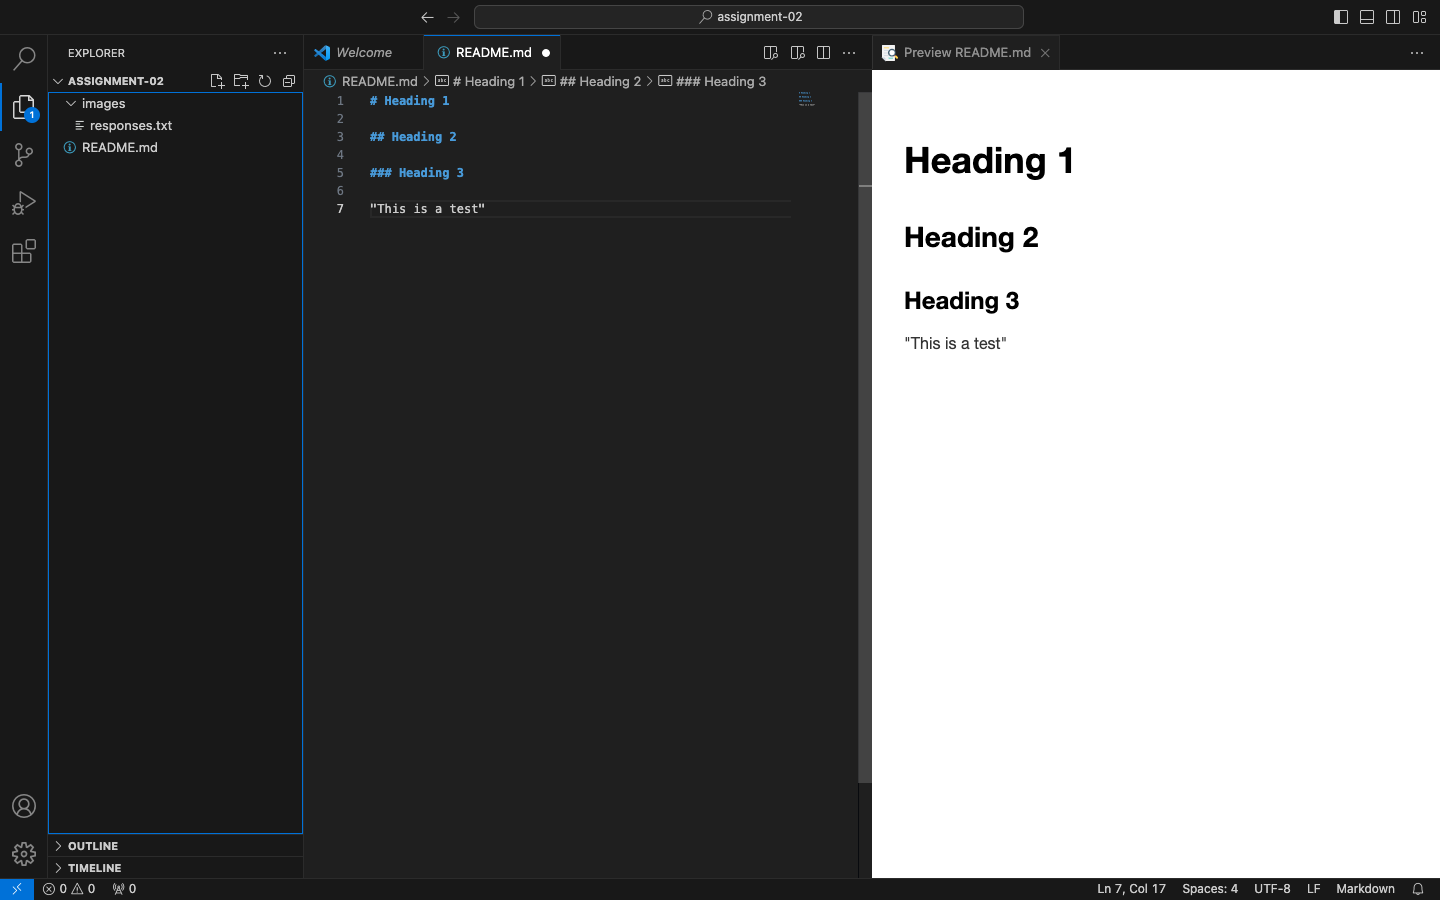 assignment-02
EXPLORER
ASSIGNMENT-02
images
responses.txt
README.md
1
OUTLINE
TIMELINE
Welcome
README.md
README.md > # Heading 1 > ## Heading 2 > ### Heading 3
1 # Heading 1
2
3 ## Heading 2
4
5 ### Heading 3
6
7 "This is a test"
Preview README.md
Heading 1
Heading 2
Heading 3
"This is a test"
0 0 0
Ln 7, Col 17 Spaces: 4 UTF-8 LF Markdown